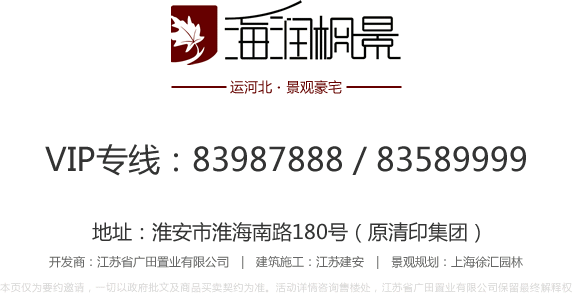 海润枫景
运河北·景观豪宅
VIP专线：83987888 / 83589999
地址：淮安市淮海南路180号（原清印集团）
开发商：江苏省广田置业有限公司 | 建筑施工：江苏建安 | 景观规划：上海徐汇园林
本页仅为要约邀请，一切以政府批文及商品买卖契约为准。活动详情咨询售楼处，江苏省广田置业有限公司保留最终解释权